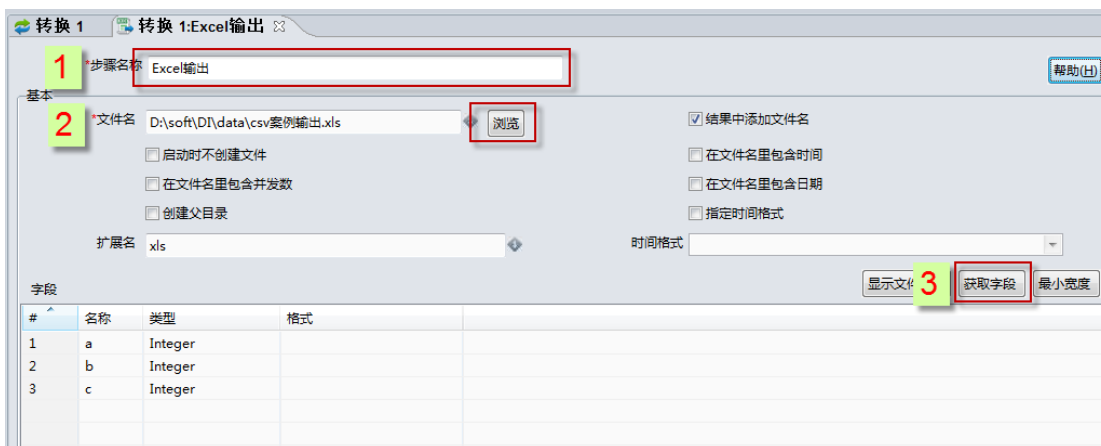 转换 1 转换 1:Excel输出
1 *步骤名称 Excel输出 帮助(H)
基本
2 *文件名 D:\soft\DI\data\csv案例输出.xls 浏览 结果中添加文件名
启动时不创建文件 在文件名里包含时间
在文件名里包含并发数 在文件名里包含日期
创建父目录 指定时间格式
扩展名 xls 时间格式
字段 显示文 3 获取字段 最小宽度
# 名称 类型 格式
1 a Integer
2 b Integer
3 c Integer